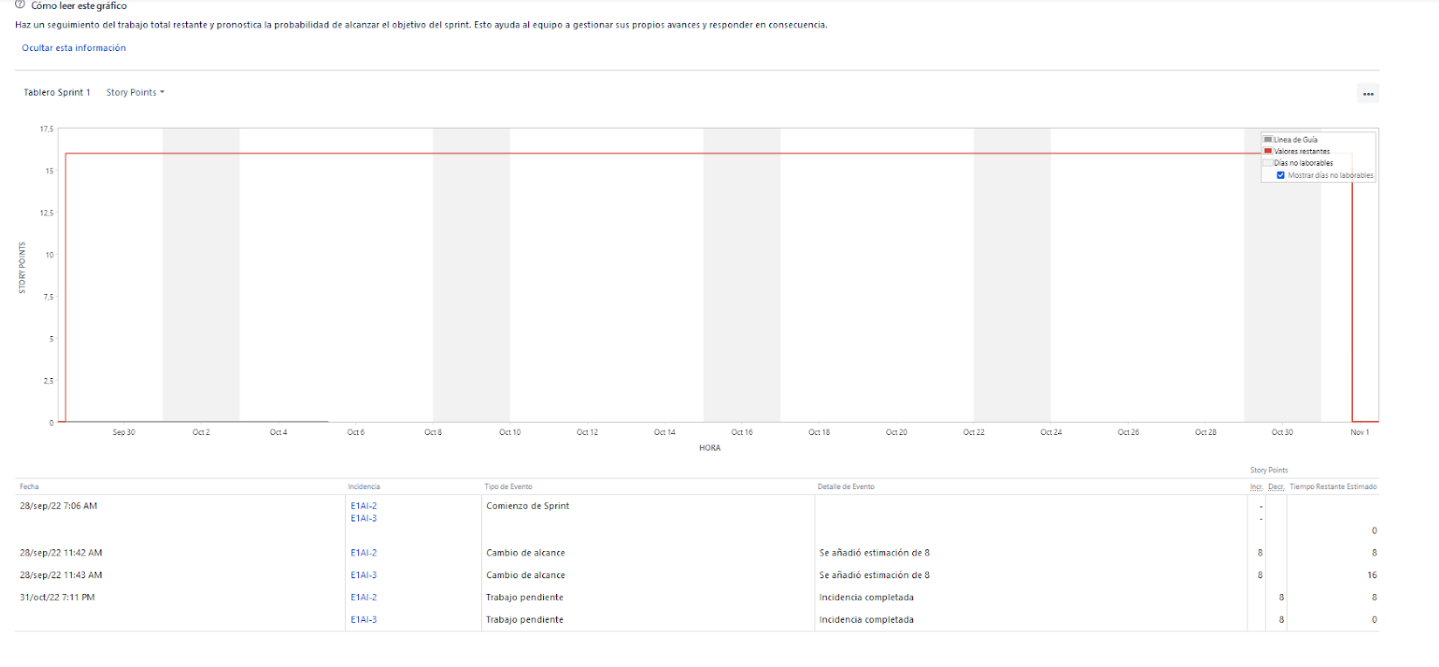 Cómo leer este gráfico
Haz un seguimiento del trabajo total restante y pronostica la probabilidad de alcanzar el objetivo del sprint. Esto ayuda al equipo a gestionar sus propios avances y responder en consecuencia.
Ocultar esta información
Tablero Sprint 1 Story Points
Línea de Guía
Valores restantes
Días no laborables
Mostrar días no laborables
17,5
15
12,5
10
7,5
5
2,5
0
STORY POINTS
Sep 30 Oct 2 Oct 4 Oct 6 Oct 8 Oct 10 Oct 12 Oct 14 Oct 16 Oct 18 Oct 20 Oct 22 Oct 24 Oct 26 Oct 28 Oct 30 Nov 1
HORA
Story Points
Fecha Incidencia Tipo de Evento Detalle de Evento Incr. Decr. Tiempo Restante Estimado
28/sep/22 7:06 AM E1AI-2 Comienzo de Sprint -
E1AI-3 -
0
28/sep/22 11:42 AM E1AI-2 Cambio de alcance Se añadió estimación de 8 8 8
28/sep/22 11:43 AM E1AI-3 Cambio de alcance Se añadió estimación de 8 8 16
31/oct/22 7:11 PM E1AI-2 Trabajo pendiente Incidencia completada 8 8
E1AI-3 Trabajo pendiente Incidencia completada 8 0